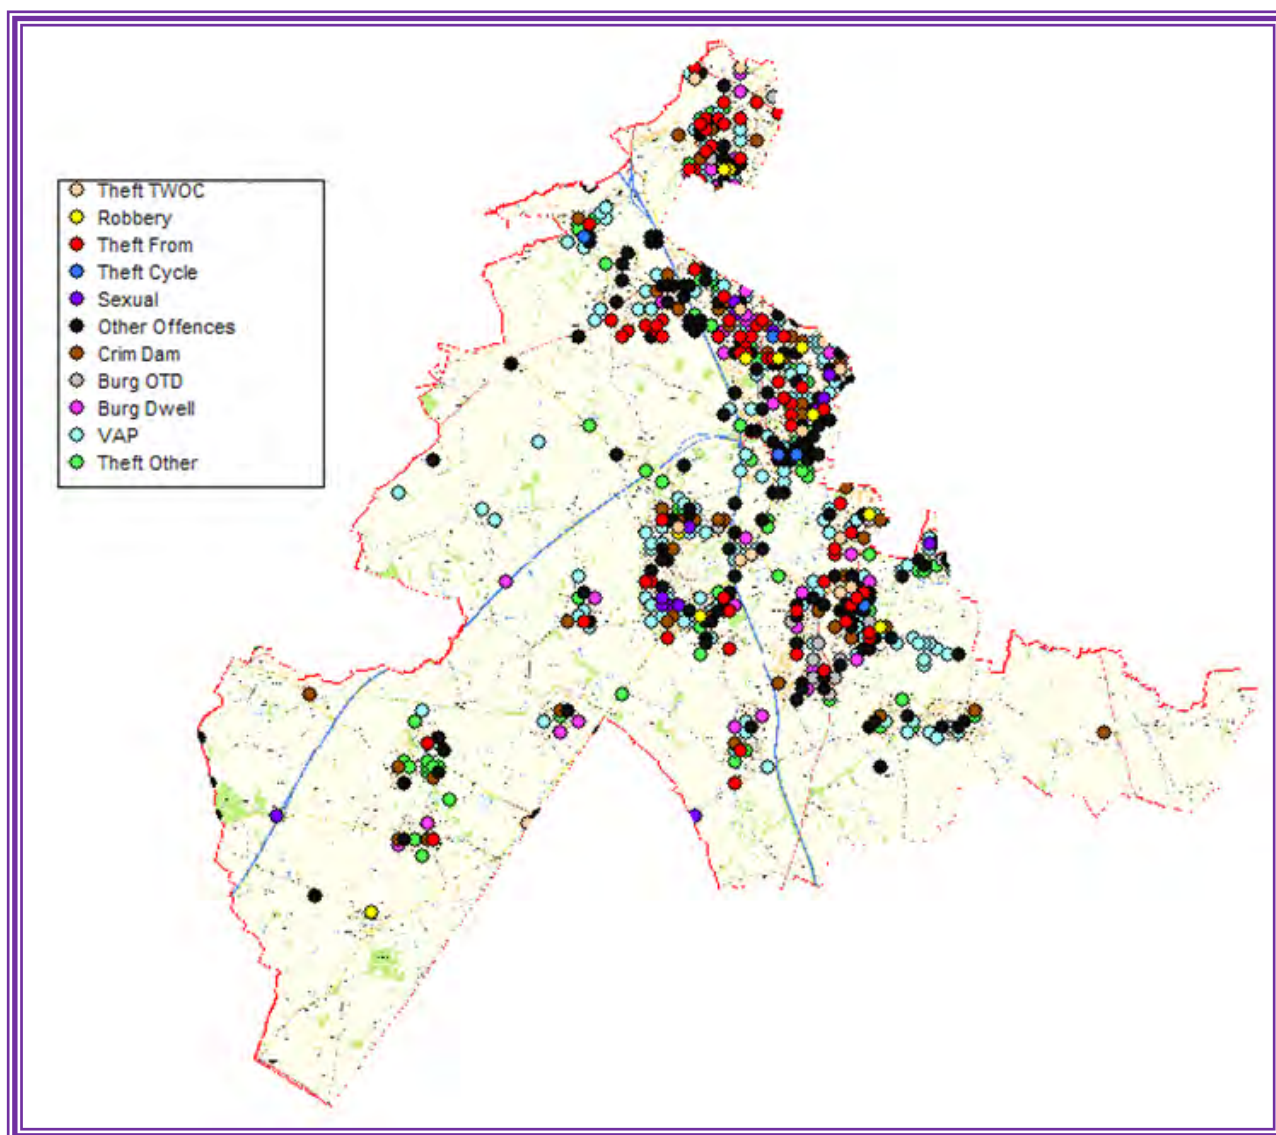 Theft TWOC
Robbery
Theft From
Theft Cycle
Sexual
Other Offences
Crim Dam
Burg OTD
Burg Dwell
VAP
Theft Other